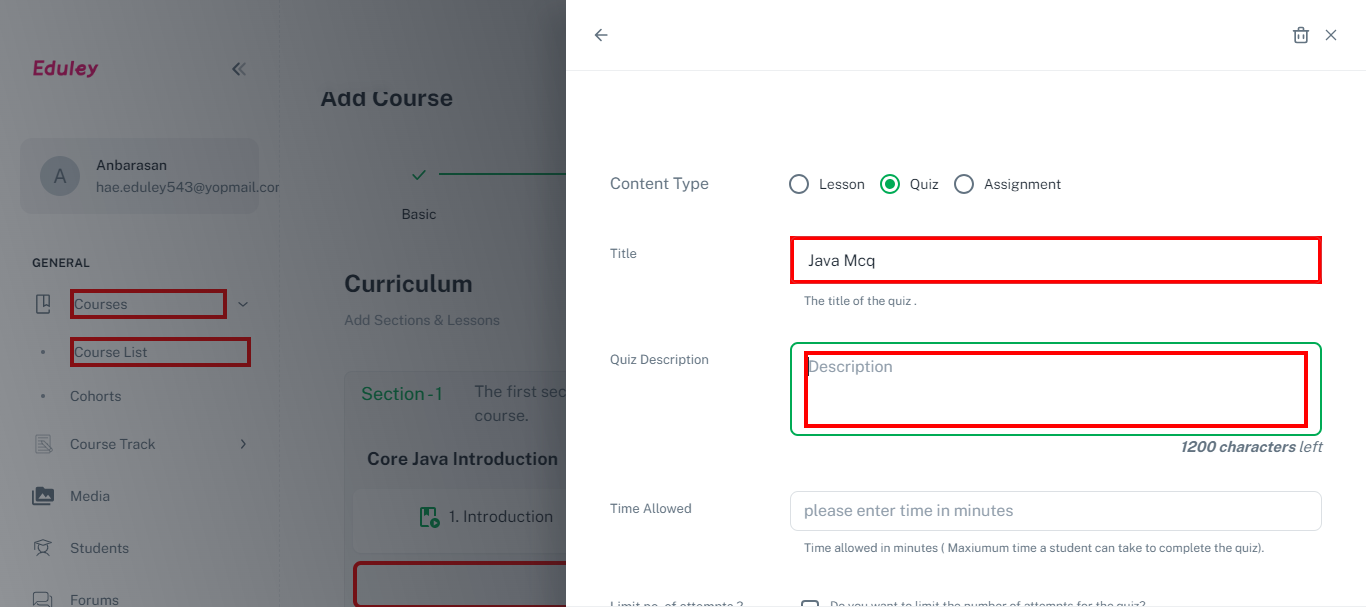 Eduley
A
Anbarasan
hae.eduley543@yopmail.cor
GENERAL
Courses
Course List
Cohorts
Course Track
Media
Students
Forums
Add Course
Basic
Curriculum
Add Sections & Lessons
Section - 1
The first sec
course.
Core Java Introduction
1. Introduction
Content Type
Lesson
Quiz
Assignment
Title
Java Mcq
The title of the quiz .
Quiz Description
Description
1200 characters left
Time Allowed
please enter time in minutes
Time allowed in minutes ( Maxiumum time a student can take to complete the quiz).
Limit no. of attempts ?
Do you want to limit the number of attempts for the quiz?